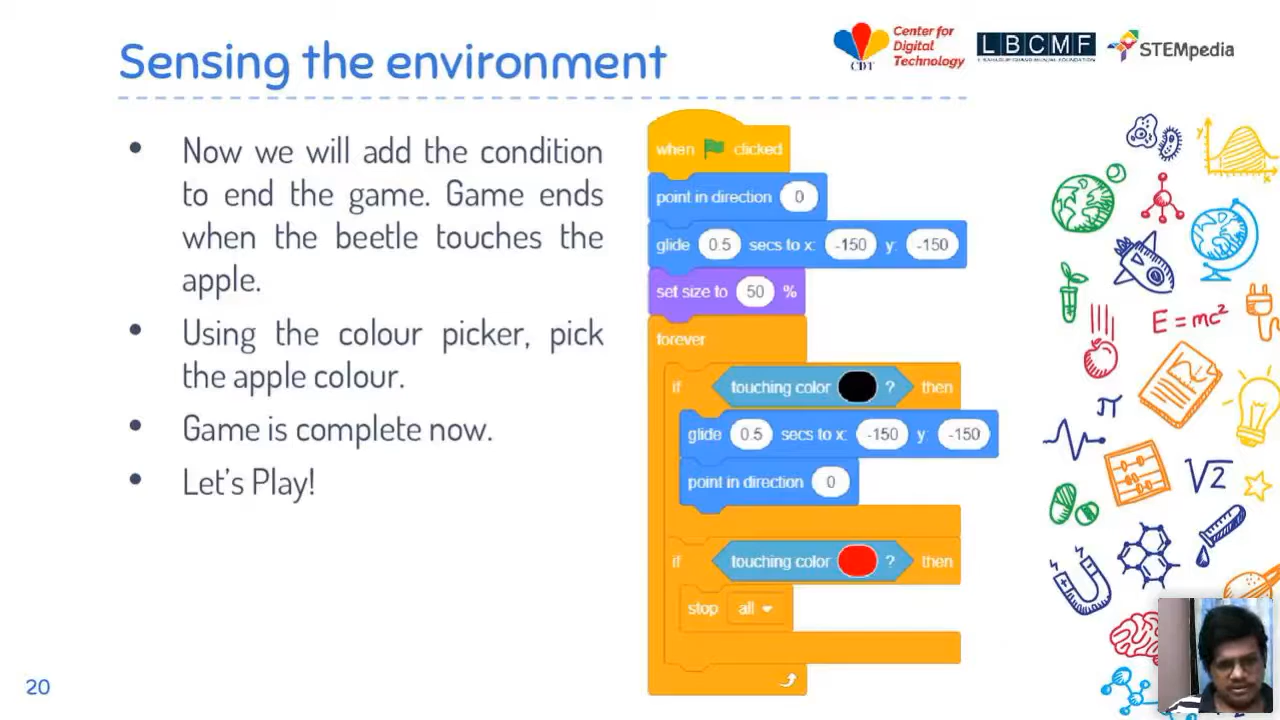 Sensing the environment
Center for
Digital
Technology
CDT
LBCMF
STEMpedia
• Now we will add the condition
to end the game. Game ends
when the beetle touches the
apple.
• Using the colour picker, pick
the apple colour.
• Game is complete now.
• Let's Play!
when clicked
point in direction 0
glide 0.5 secs to x: -150 y: -150
set size to 50 %
forever
if touching color ? then
glide 0.5 secs to x: -150 y: -150
point in direction 0
if touching color ? then
stop all
E = mc²
π
√2
y
x
20